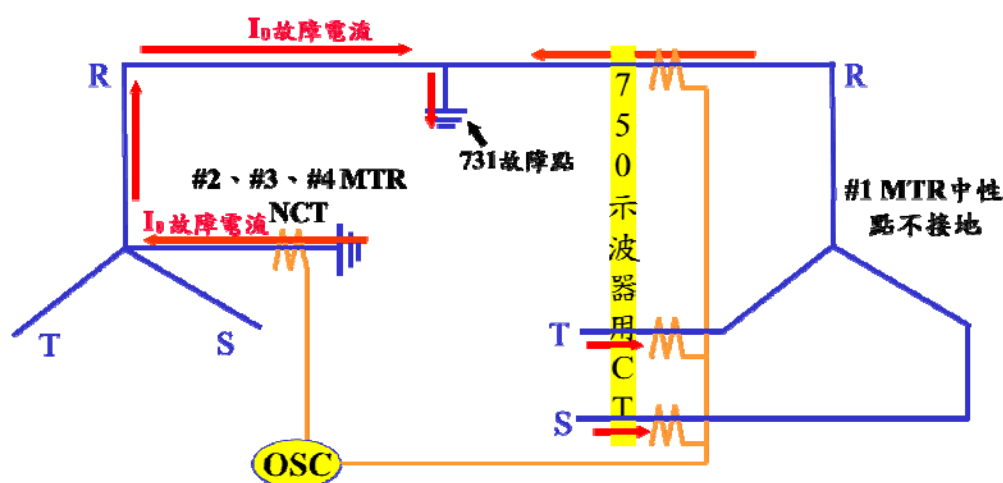 I₀故障電流
R
R
731故障點
#2、#3、#4 MTR
NCT
I₀故障電流
T
S
750示波器用CT
#1 MTR中性
點不接地
T
S
OSC